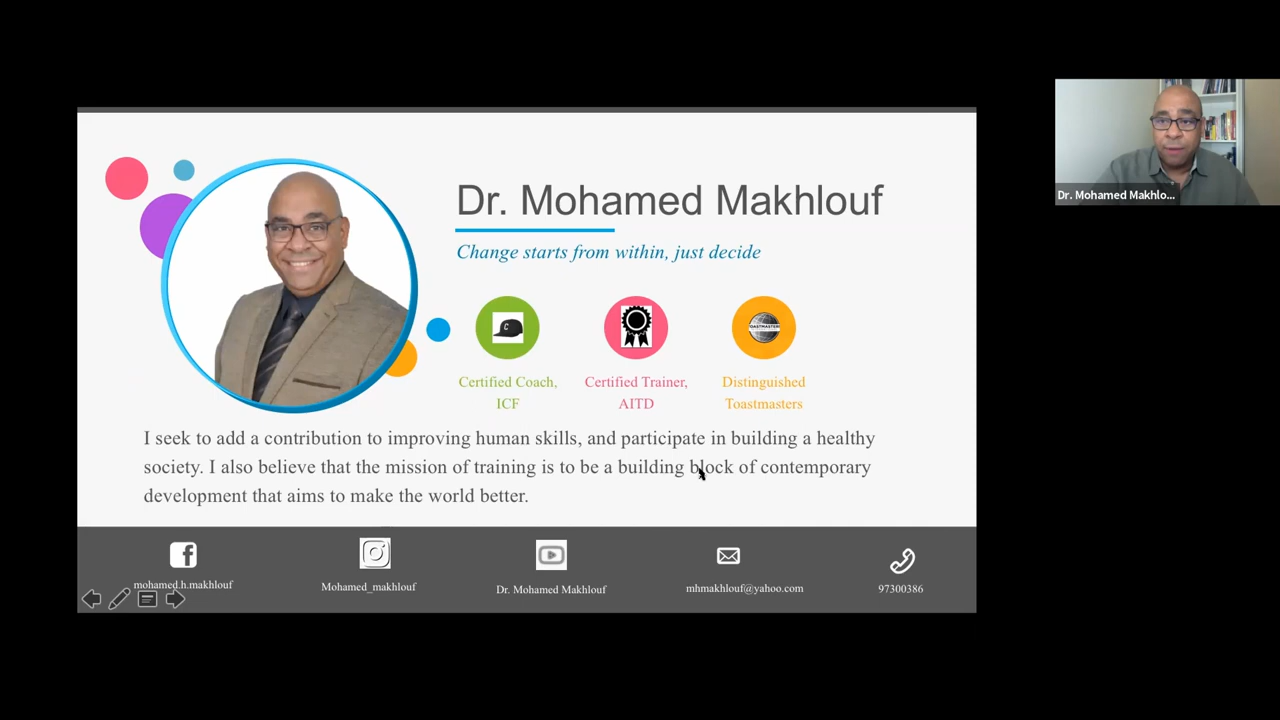 Dr. Mohamed Makhlouf
Change starts from within, just decide
C
TOASTMASTERS
Certified Coach,
ICF
Certified Trainer,
AITD
Distinguished
Toastmasters
I seek to add a contribution to improving human skills, and participate in building a healthy
society. I also believe that the mission of training is to be a building block of contemporary
development that aims to make the world better.
mohamed.h.makhlouf
Mohamed_makhlouf
Dr. Mohamed Makhlouf
mhmakhlouf@yahoo.com
97300386
Dr. Mohamed Makhlo...